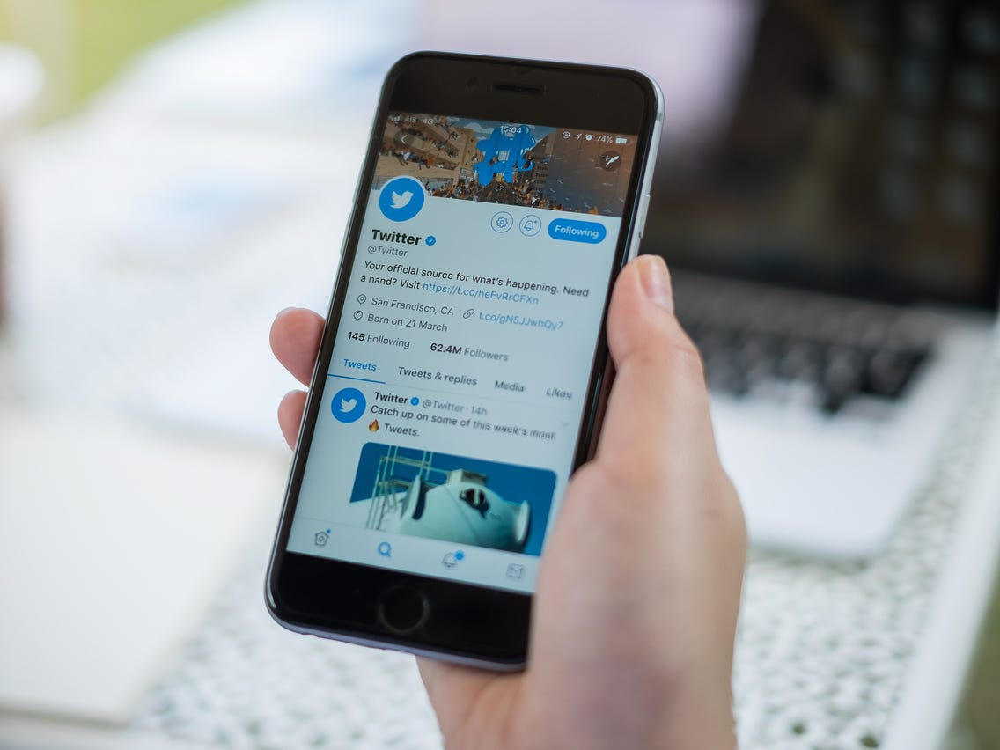 AIS 4G 15:04 74%
Twitter
@Twitter
Following
Your official source for what's happening. Need
a hand? Visit https://t.co/heEvRrCFXn
San Francisco, CA t.co/gN5JJwhQy7
Born on 21 March
145 Following 62.4M Followers
Tweets Tweets & replies Media Likes
Twitter @Twitter · 14h
Catch up on some of this week's most
🔥 Tweets.